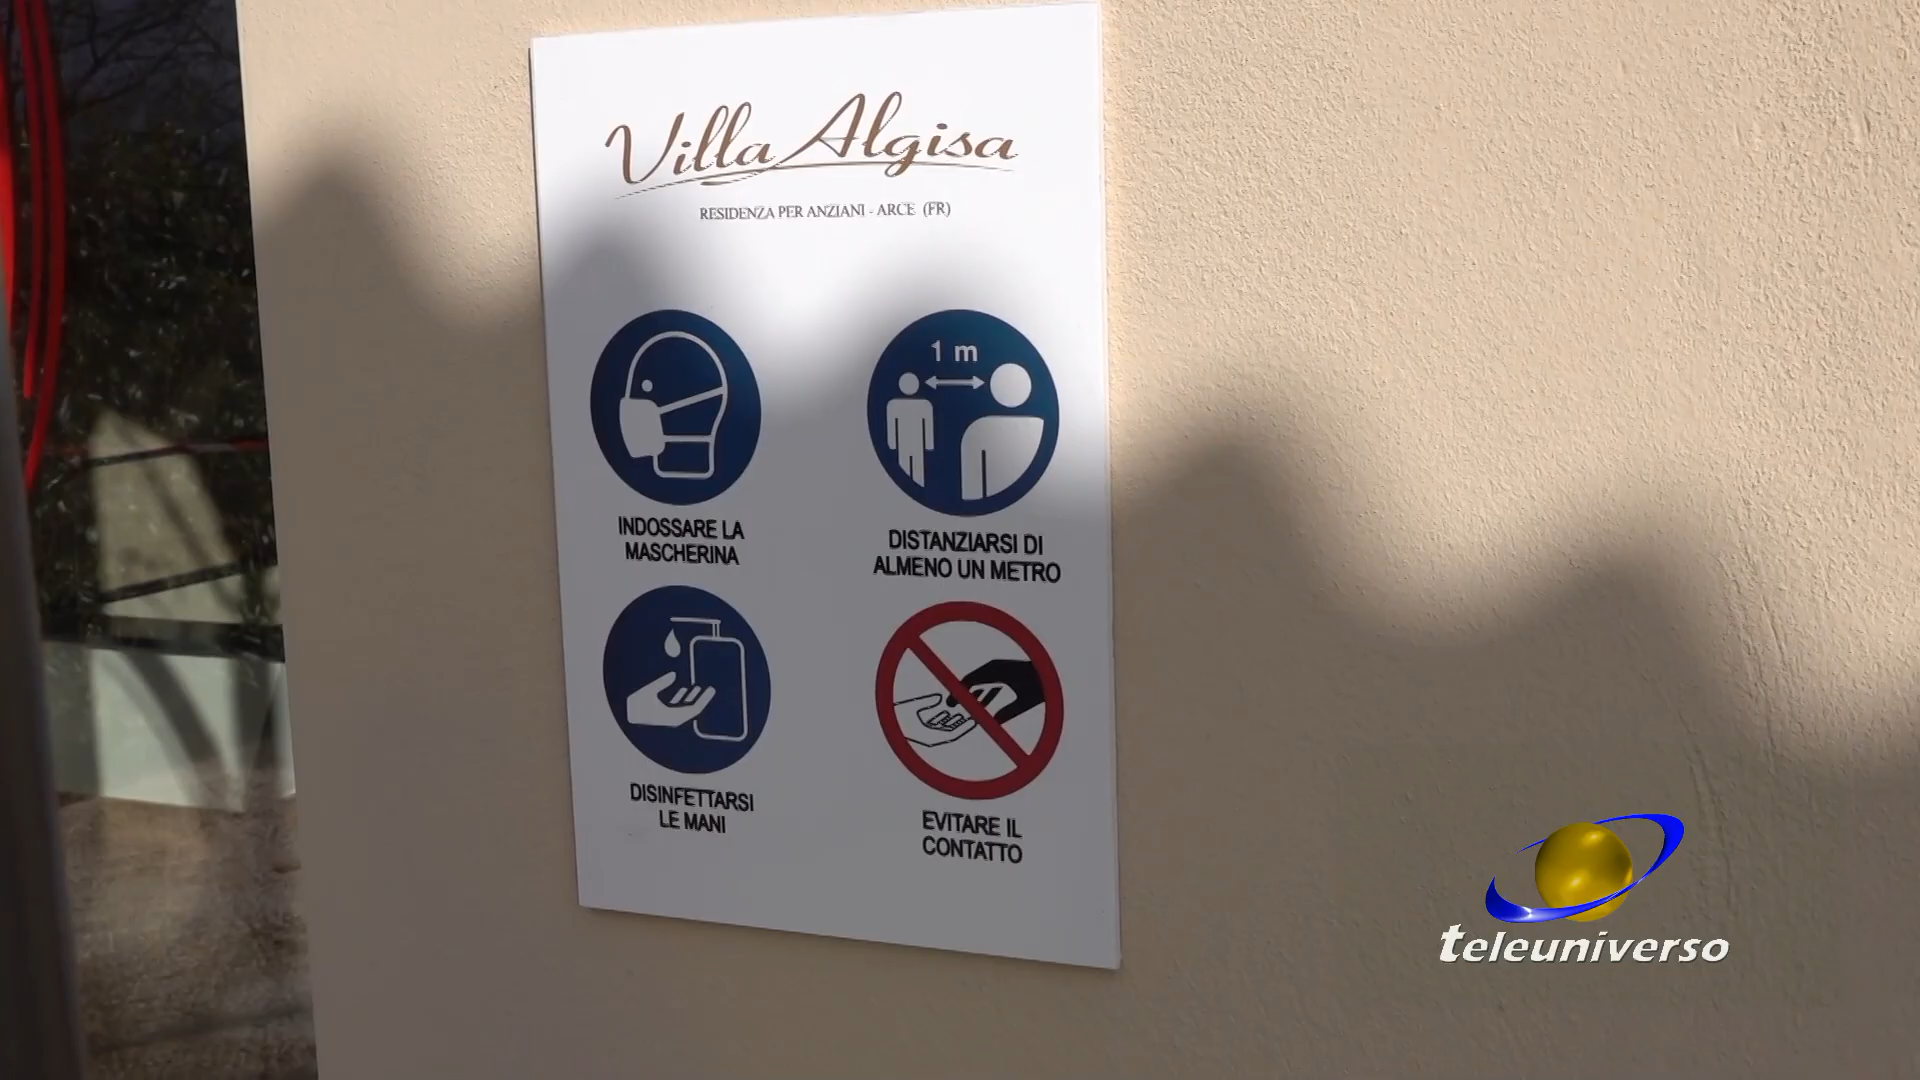 Villa Algisa
RESIDENZA PER ANZIANI - ARCE (FR)
1 m
INDOSSARE LA
MASCHERINA
DISTANZIARSI DI
ALMENO UN METRO
DISINFETTARSI
LE MANI
EVITARE IL
CONTATTO
teleuniverso